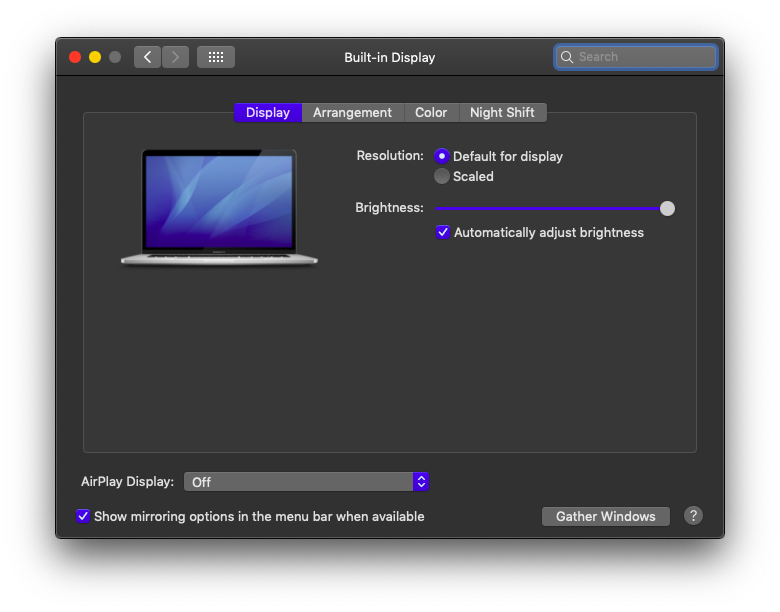 Built-in Display
Search
Display
Arrangement
Color
Night Shift
Resolution:
Default for display
Scaled
Brightness:
Automatically adjust brightness
AirPlay Display:
Off
Show mirroring options in the menu bar when available
Gather Windows
?